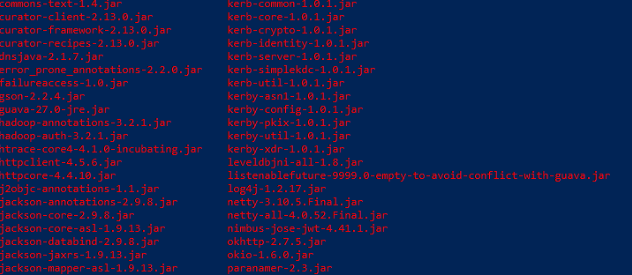 commons-text-1.4.jar kerb-common-1.0.1.jar
curator-client-2.13.0.jar kerb-core-1.0.1.jar
curator-framework-2.13.0.jar kerb-crypto-1.0.1.jar
curator-recipes-2.13.0.jar kerb-identity-1.0.1.jar
dnsjava-2.1.7.jar kerb-server-1.0.1.jar
error_prone_annotations-2.2.0.jar kerb-simplekdc-1.0.1.jar
failureaccess-1.0.jar kerb-util-1.0.1.jar
gson-2.2.4.jar kerby-asn1-1.0.1.jar
guava-27.0-jre.jar kerby-config-1.0.1.jar
hadoop-annotations-3.2.1.jar kerby-pkix-1.0.1.jar
hadoop-auth-3.2.1.jar kerby-util-1.0.1.jar
htrace-core4-4.1.0-incubating.jar kerby-xdr-1.0.1.jar
httpclient-4.5.6.jar leveldbjni-all-1.8.jar
httpcore-4.4.10.jar listenablefuture-9999.0-empty-to-avoid-conflict-with-guava.jar
j2objc-annotations-1.1.jar log4j-1.2.17.jar
jackson-annotations-2.9.8.jar netty-3.10.5.Final.jar
jackson-core-2.9.8.jar netty-all-4.0.52.Final.jar
jackson-core-asl-1.9.13.jar nimbus-jose-jwt-4.41.1.jar
jackson-databind-2.9.8.jar okhttp-2.7.5.jar
jackson-jaxrs-1.9.13.jar okio-1.6.0.jar
jackson-mapper-asl-1.9.13.jar paranamer-2.3.jar